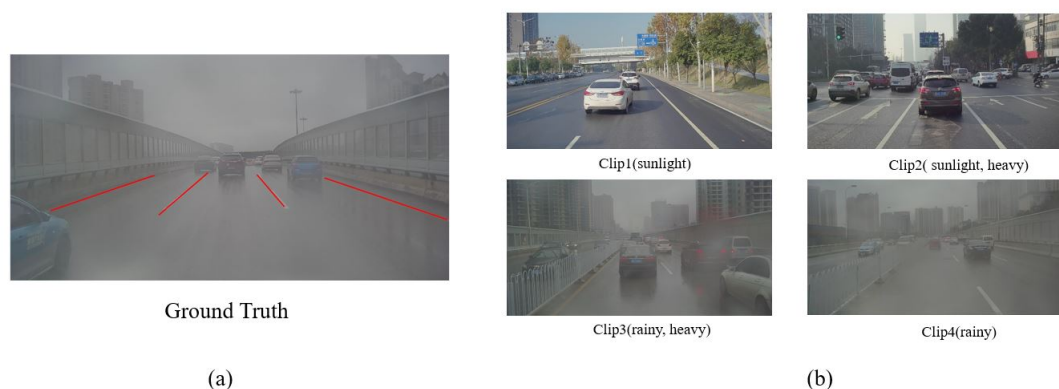 (a)
(b)
Clip1(sunlight)
Clip2( sunlight, heavy)
Ground Truth
Clip3(rainy, heavy)
Clip4(rainy)